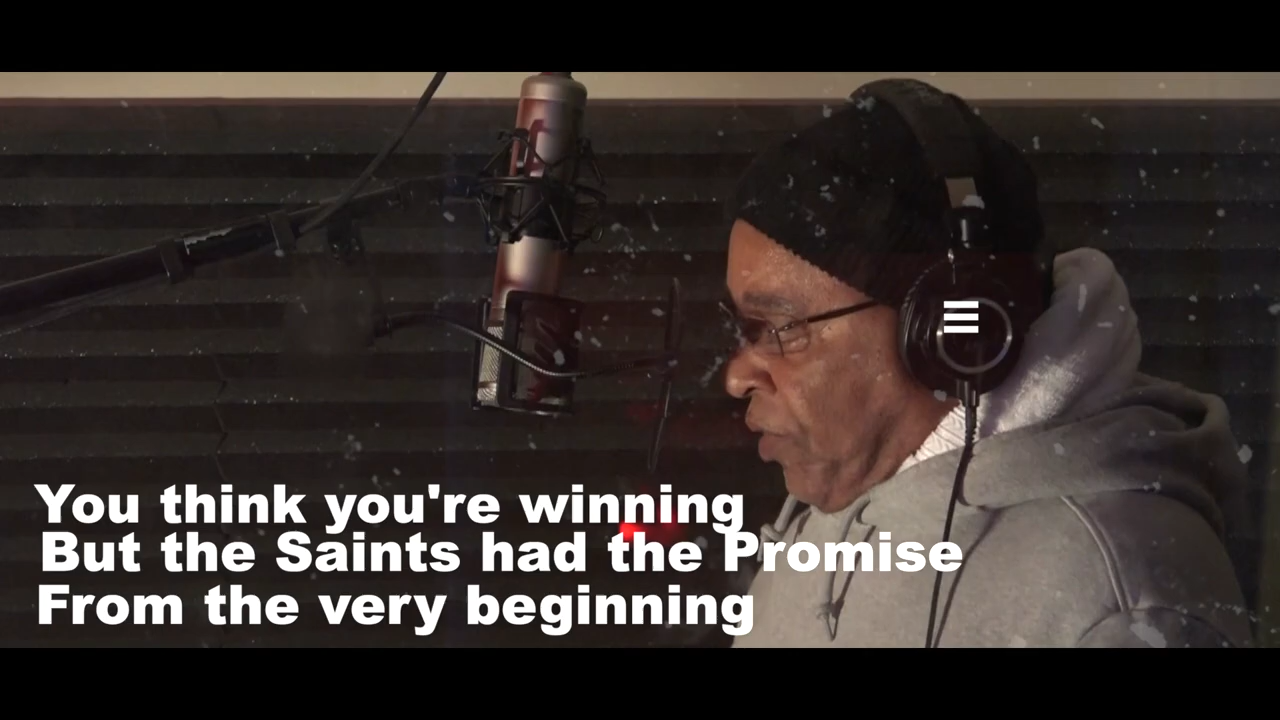 You think you're winning
But the Saints had the Promise
From the very beginning